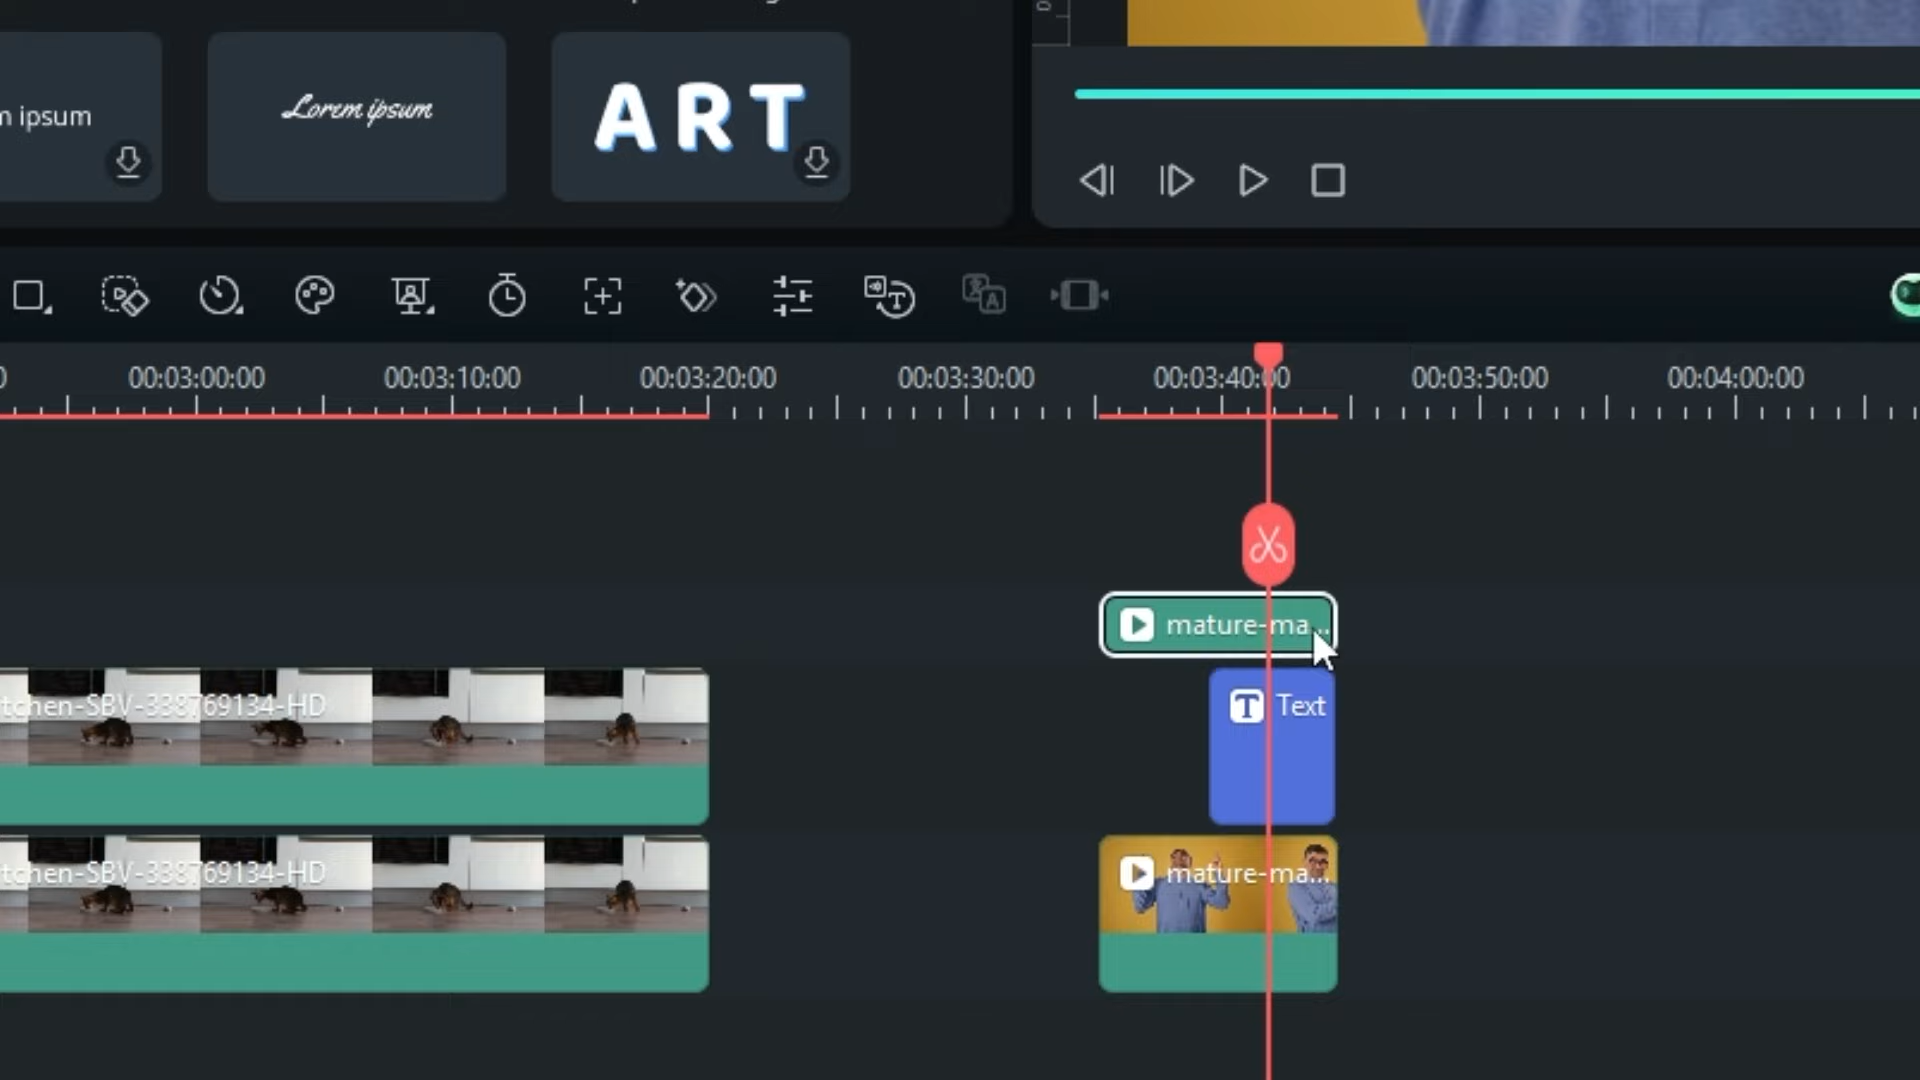 m ipsum
Lorem ipsum
ART
00:03:00:00
00:03:10:00
00:03:20:00
00:03:30:00
00:03:40:00
00:03:50:00
00:04:00:00
mature-ma...
tchen-SBV-338769134-HD
Text
tchen-SBV-338769134-HD
mature-ma...